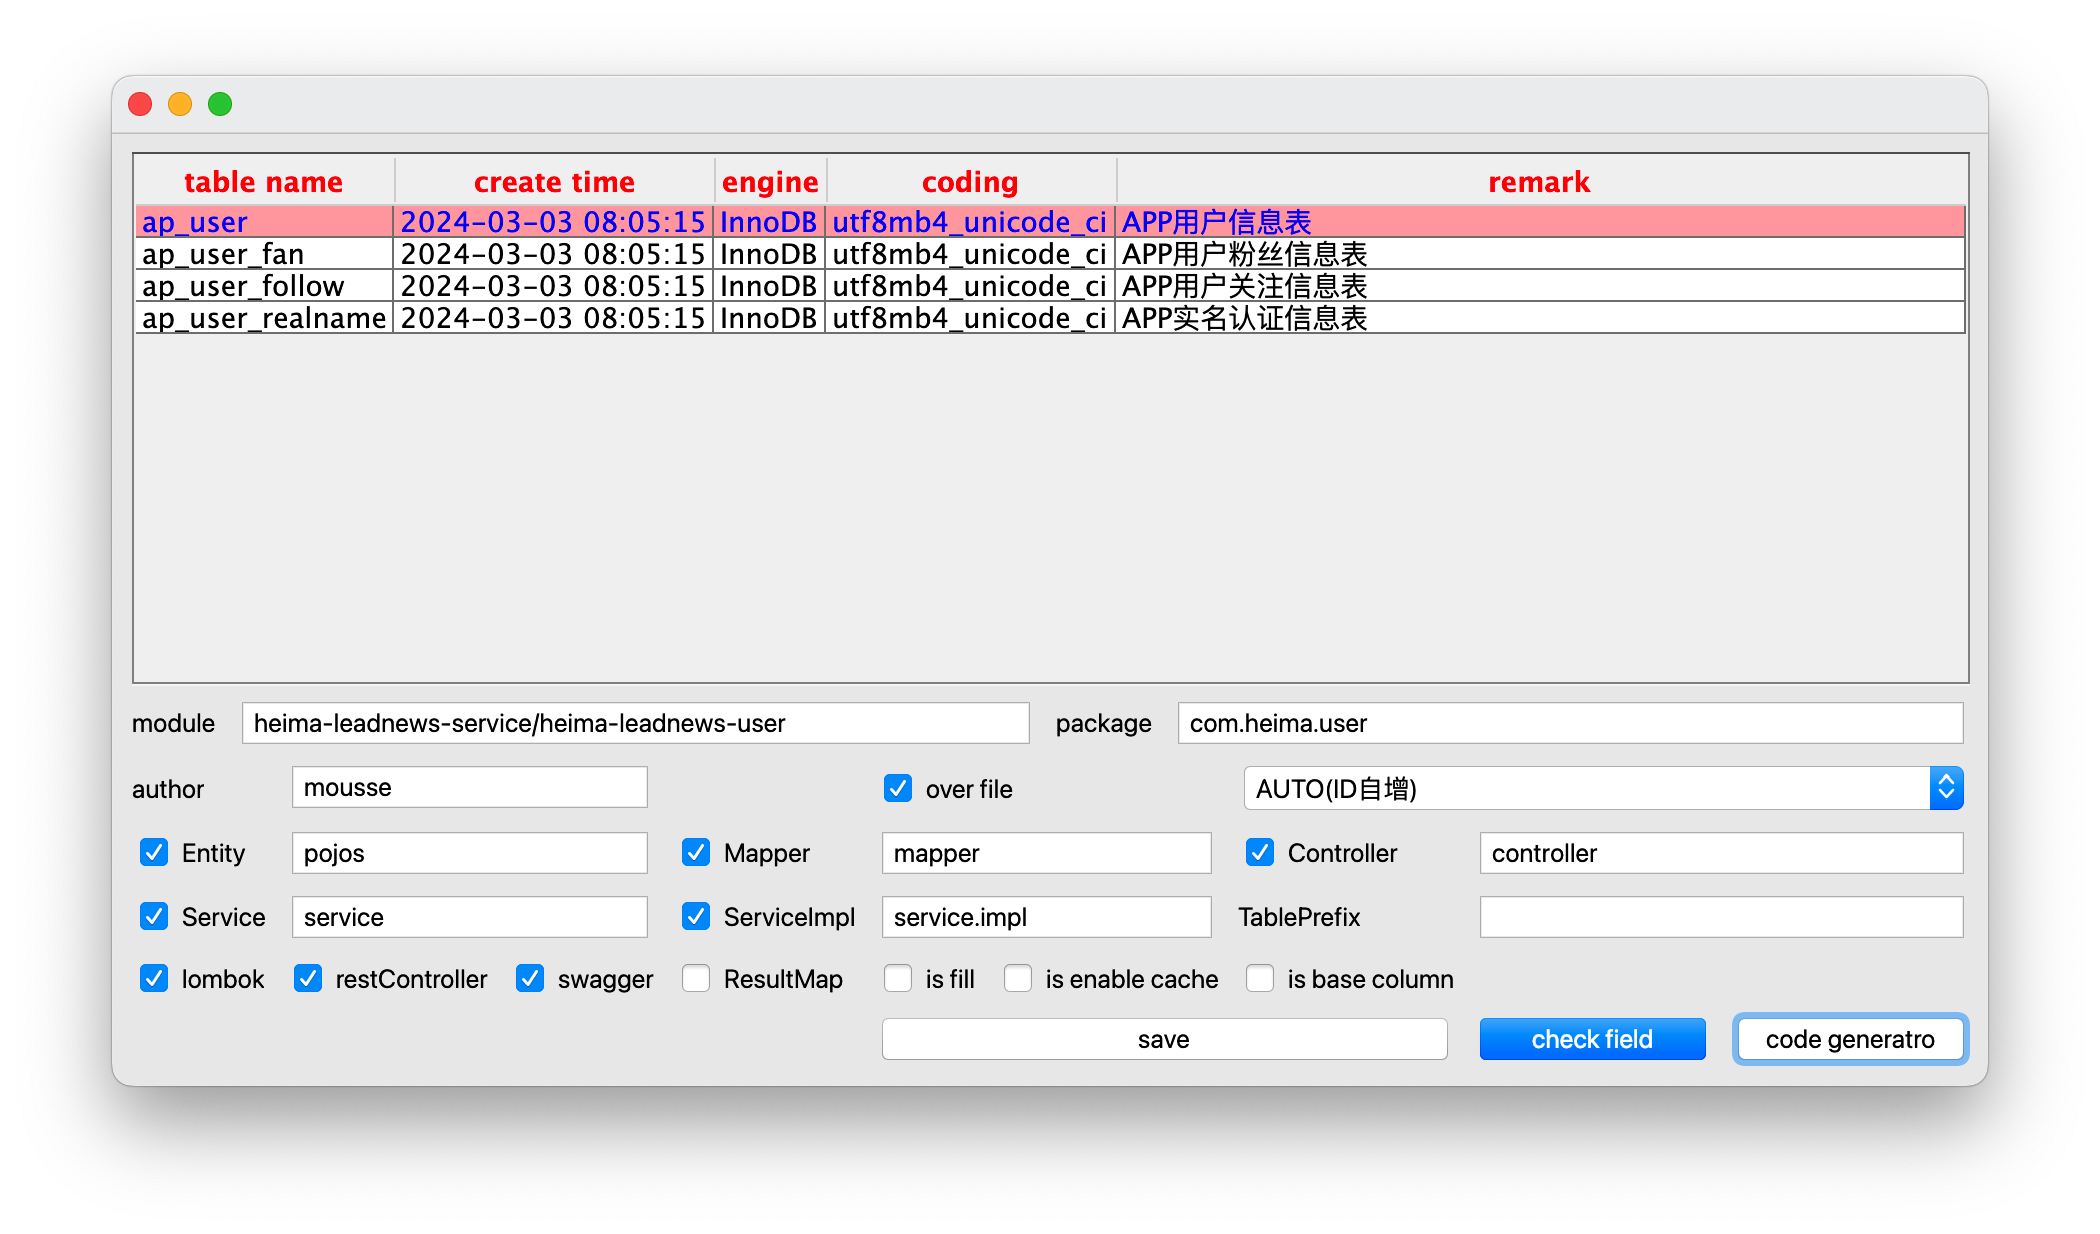 table name create time engine coding remark
ap_user 2024-03-03 08:05:15 InnoDB utf8mb4_unicode_ci APP用户信息表
ap_user_fan 2024-03-03 08:05:15 InnoDB utf8mb4_unicode_ci APP用户粉丝信息表
ap_user_follow 2024-03-03 08:05:15 InnoDB utf8mb4_unicode_ci APP用户关注信息表
ap_user_realname 2024-03-03 08:05:15 InnoDB utf8mb4_unicode_ci APP实名认证信息表
module heima-leadnews-service/heima-leadnews-user package com.heima.user
author mousse over file AUTO(ID自增)
Entity pojos Mapper mapper Controller controller
Service service ServiceImpl service.impl TablePrefix
lombok restController swagger ResultMap is fill is enable cache is base column
save check field code generatro